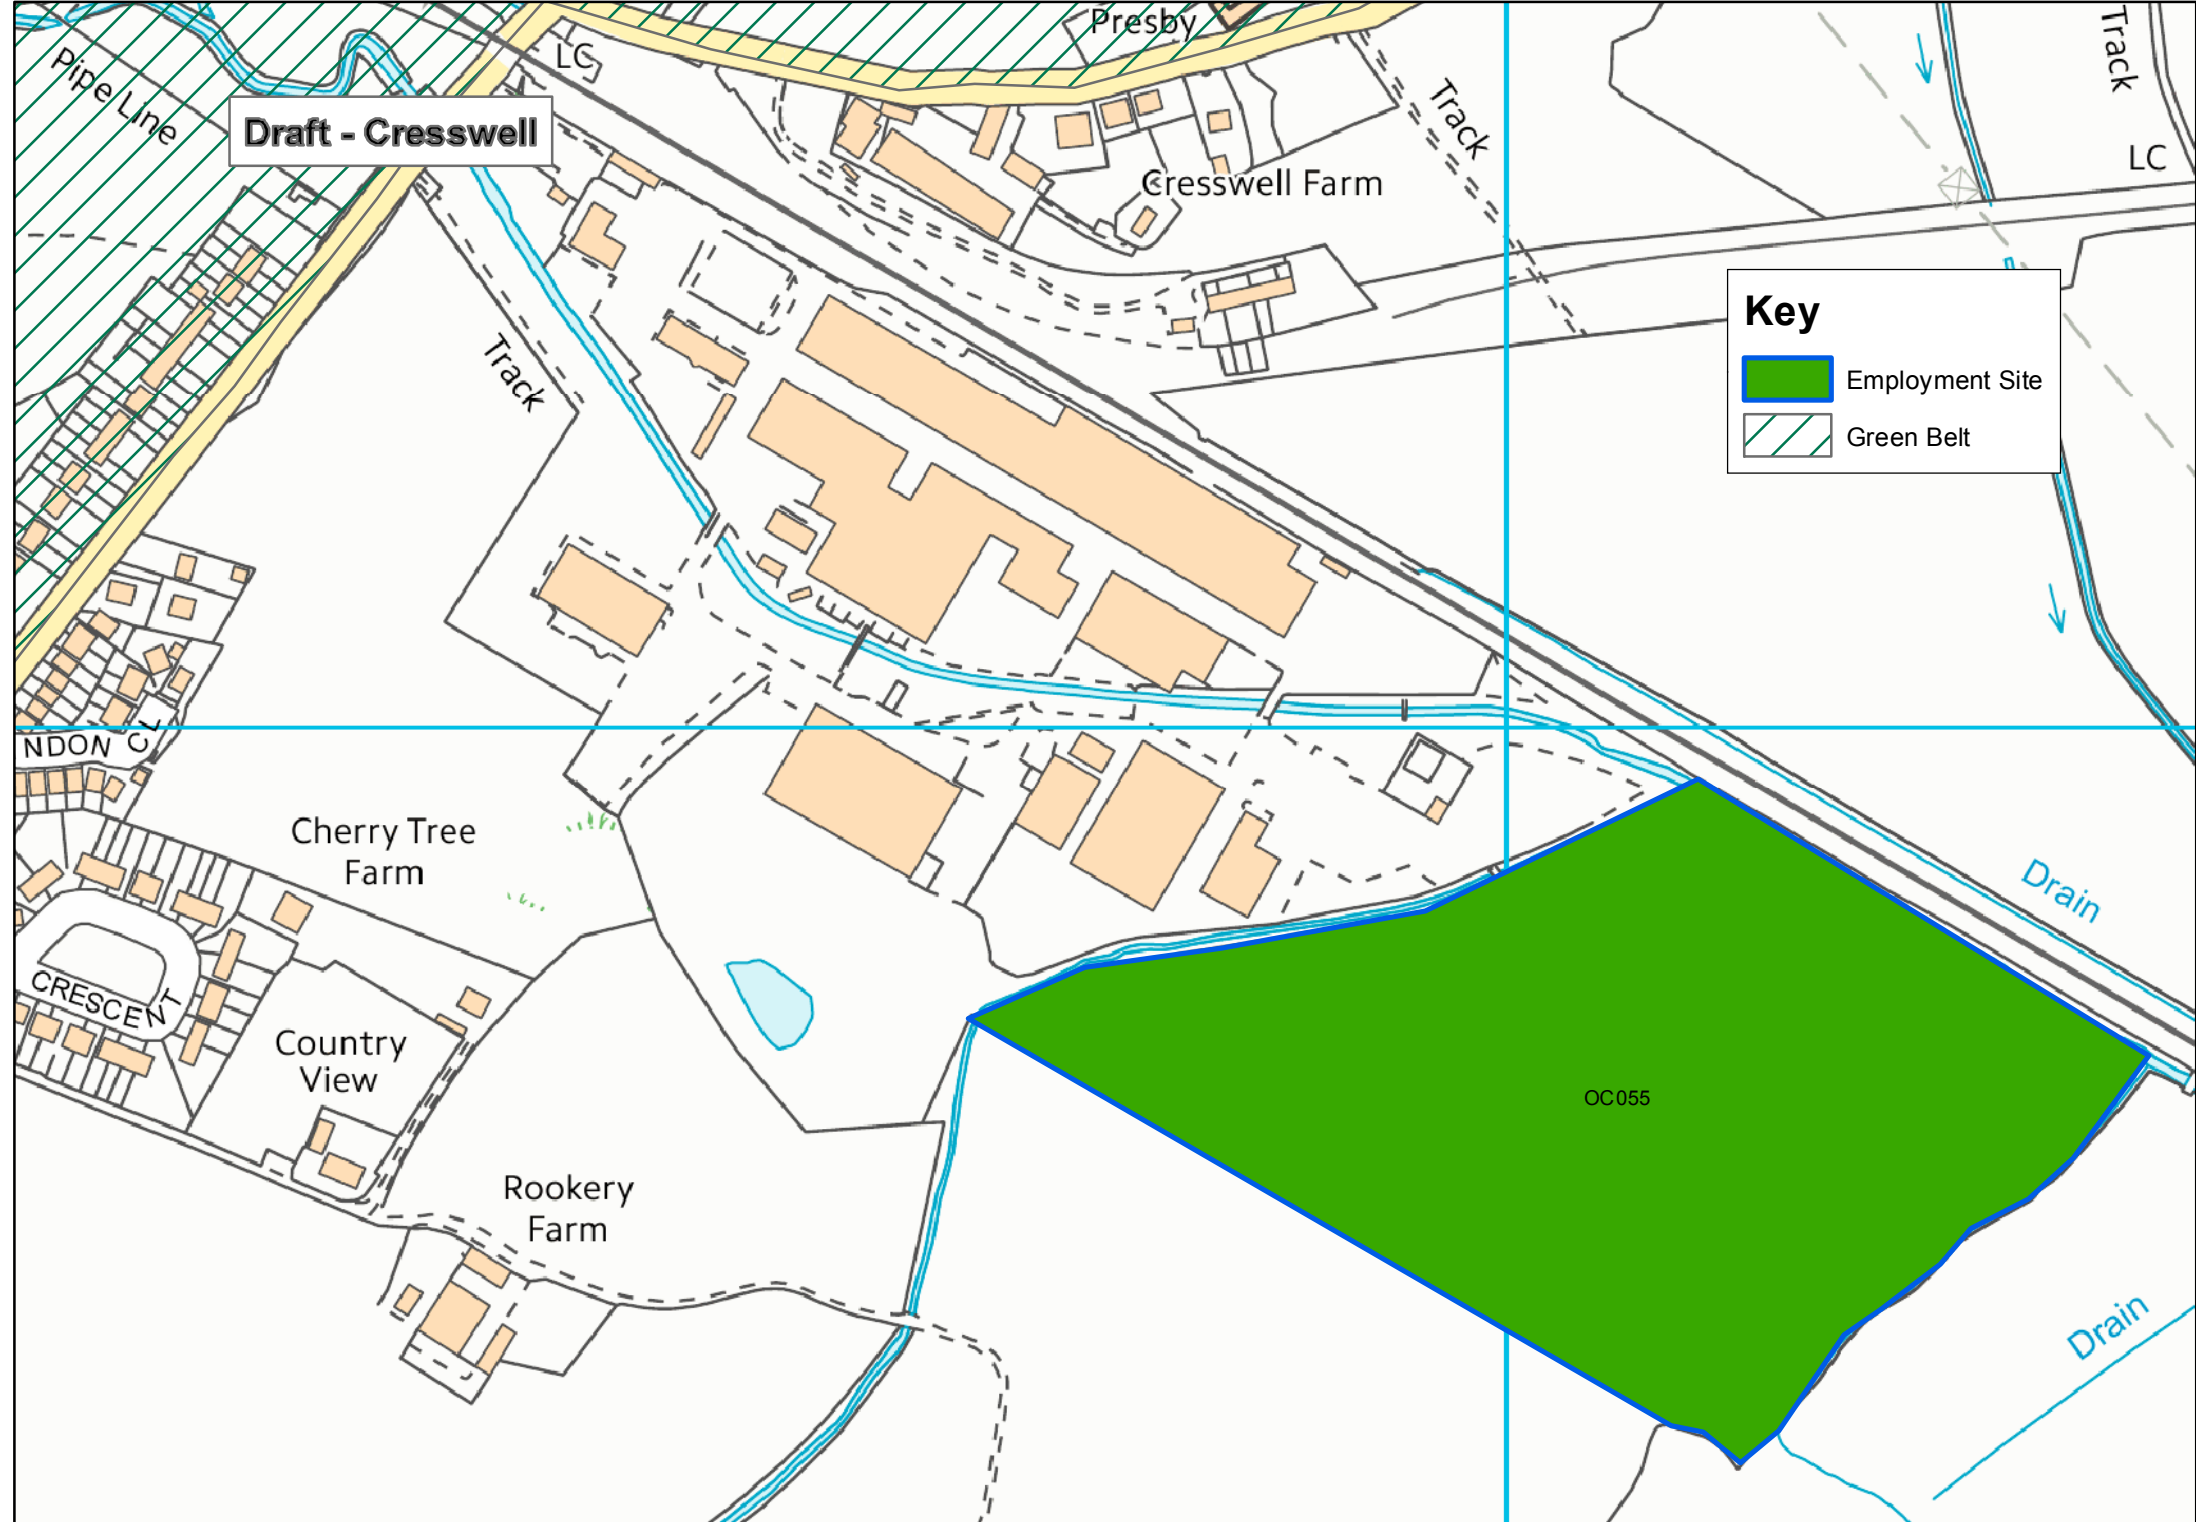 Presby
Track
LC
Pipe Line
Draft - Cresswell
Track
LC
Cresswell Farm
Key
Employment Site
Green Belt
Track
NDON CL
Cherry Tree
Farm
Drain
CRESCENT
Country
View
OC055
Rookery
Farm
Drain